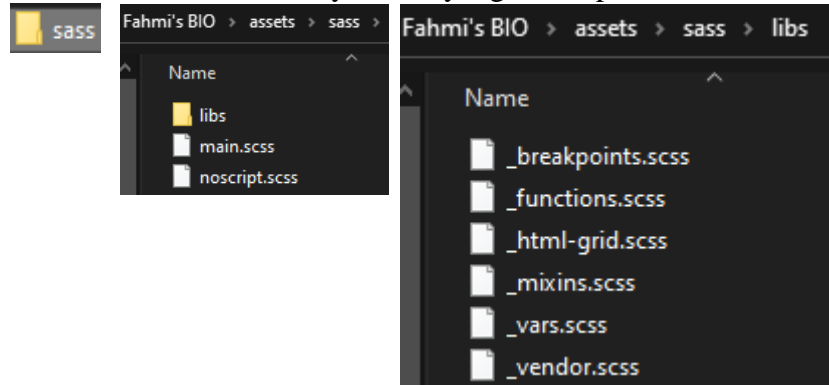 sass
Fahmi's BIO > assets > sass >
Name
libs
main.scss
noscript.scss
Fahmi's BIO > assets > sass > libs
Name
_breakpoints.scss
_functions.scss
_html-grid.scss
_mixins.scss
_vars.scss
_vendor.scss